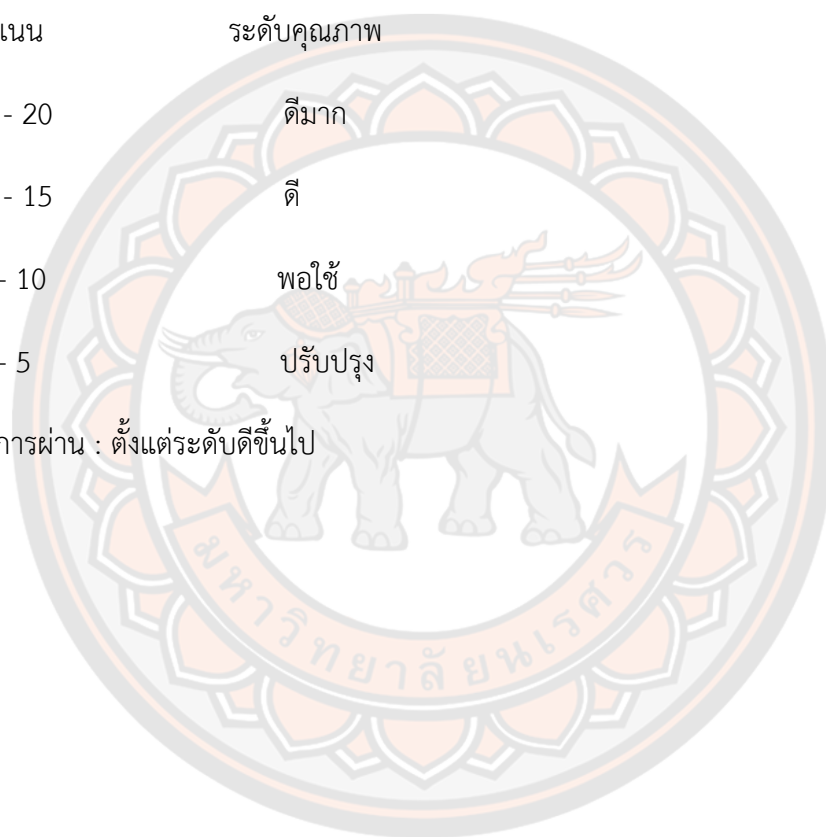 แนน ระดับคุณภาพ
- 20 ดีมาก
- 15 ดี
- 10 พอใช้
- 5 ปรับปรุง
การผ่าน : ตั้งแต่ระดับดีขึ้นไป
มหาวิทยาลัยนเรศวร